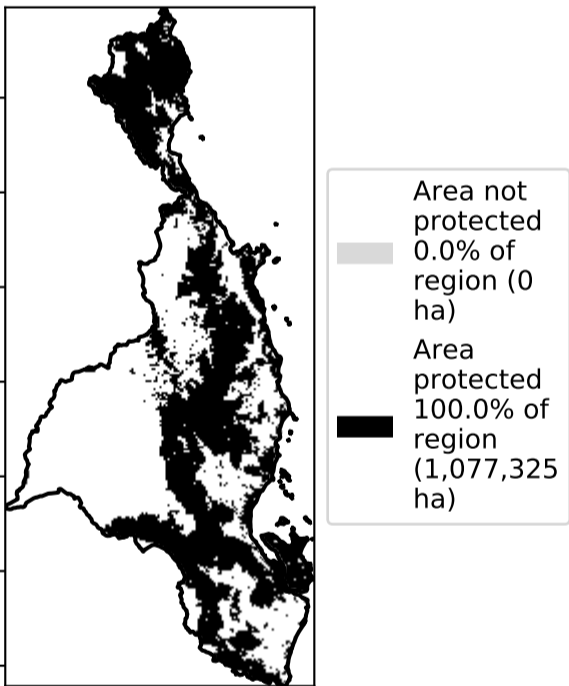 Area not
protected
0.0% of
region (0
ha)
Area
protected
100.0% of
region
(1,077,325
ha)